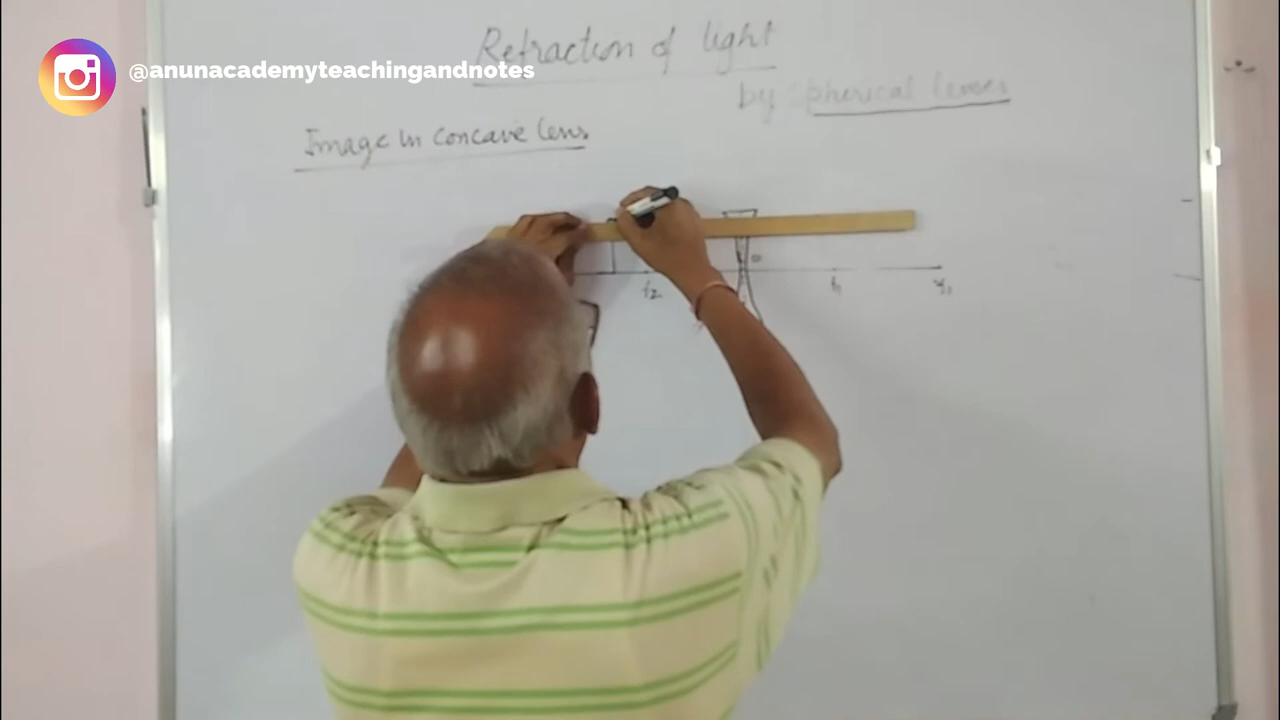 @anunacademyteachingandnotes
Refraction of light
by Spherical lenses
Image in concave lens
O
f2
f1